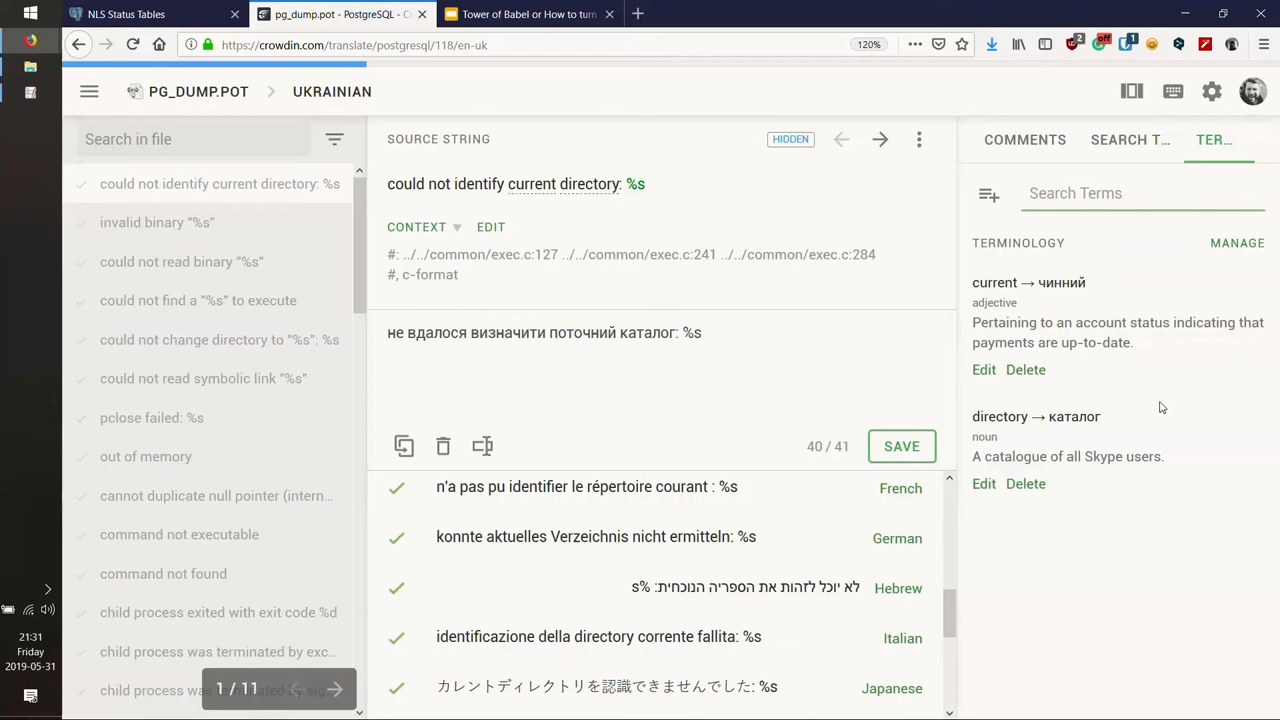 NLS Status Tables
pg_dump.pot - PostgreSQL - C
Tower of Babel or How to turn
https://crowdin.com/translate/postgresql/118/en-uk
120%
2
off
1
PG_DUMP.POT
UKRAINIAN
Search in file
could not identify current directory: %s
invalid binary "%s"
could not read binary "%s"
could not find a "%s" to execute
could not change directory to "%s": %s
could not read symbolic link "%s"
pclose failed: %s
out of memory
cannot duplicate null pointer (intern...
command not executable
command not found
child process exited with exit code %d
child process was terminated by exc...
child process was
1 / 11
SOURCE STRING
HIDDEN
could not identify current directory: %s
CONTEXT
EDIT
#: ../../common/exec.c:127 ../../common/exec.c:241 ../../common/exec.c:284
#, c-format
не вдалося визначити поточний каталог: %s
40 / 41
SAVE
n'a pas pu identifier le répertoire courant : %s
French
konnte aktuelles Verzeichnis nicht ermitteln: %s
German
לא יוכל לזהות את הספריה הנוכחית: %s
Hebrew
identificazione della directory corrente fallita: %s
Italian
カレントディレクトリを認識できませんでした: %s
Japanese
COMMENTS
SEARCH T...
TER...
Search Terms
TERMINOLOGY
MANAGE
current → чинний
adjective
Pertaining to an account status indicating that
payments are up-to-date.
Edit
Delete
directory → каталог
noun
A catalogue of all Skype users.
Edit
Delete
21:31
Friday
2019-05-31